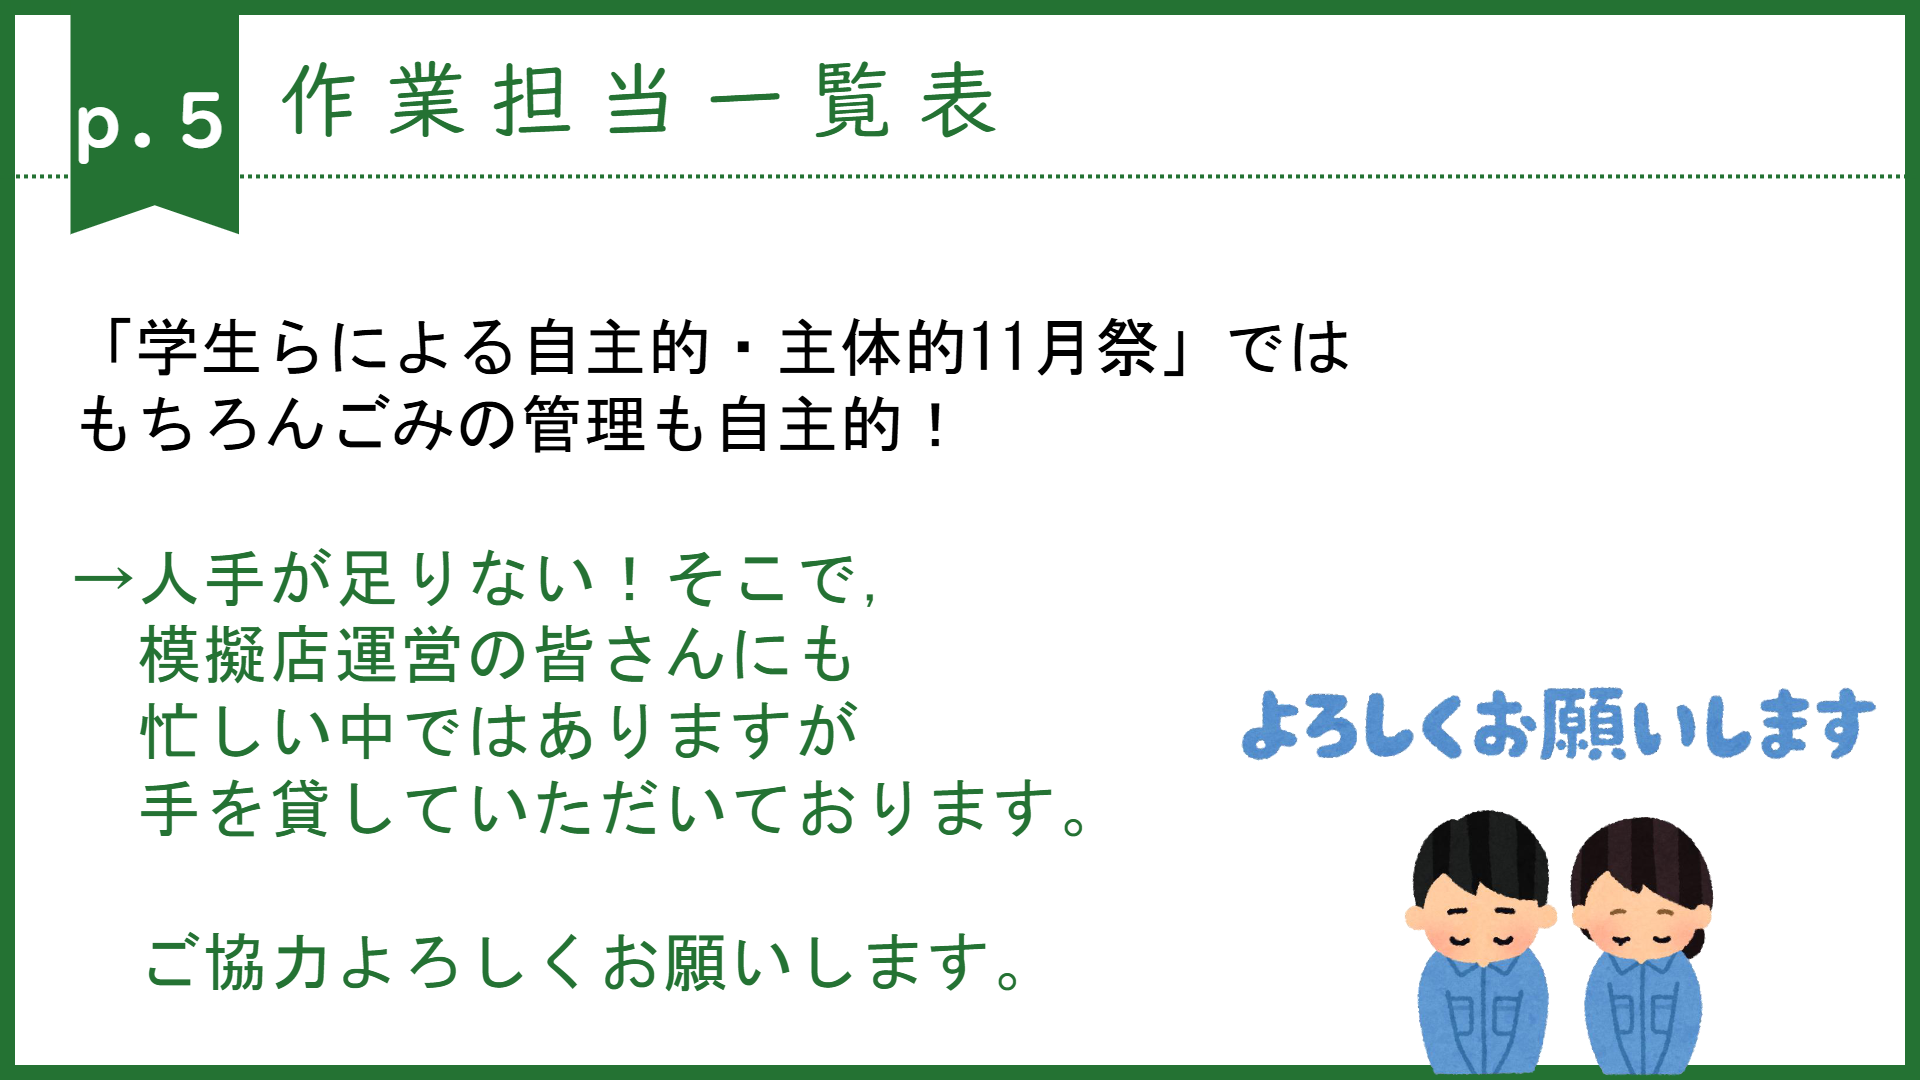 p.5
作業担当一覧表
「学生らによる自主的・主体的11月祭」では
もちろんごみの管理も自主的！
→人手が足りない！そこで,
模擬店運営の皆さんにも
忙しい中ではありますが
手を貸していただいております。
ご協力よろしくお願いします。
よろしくお願いします